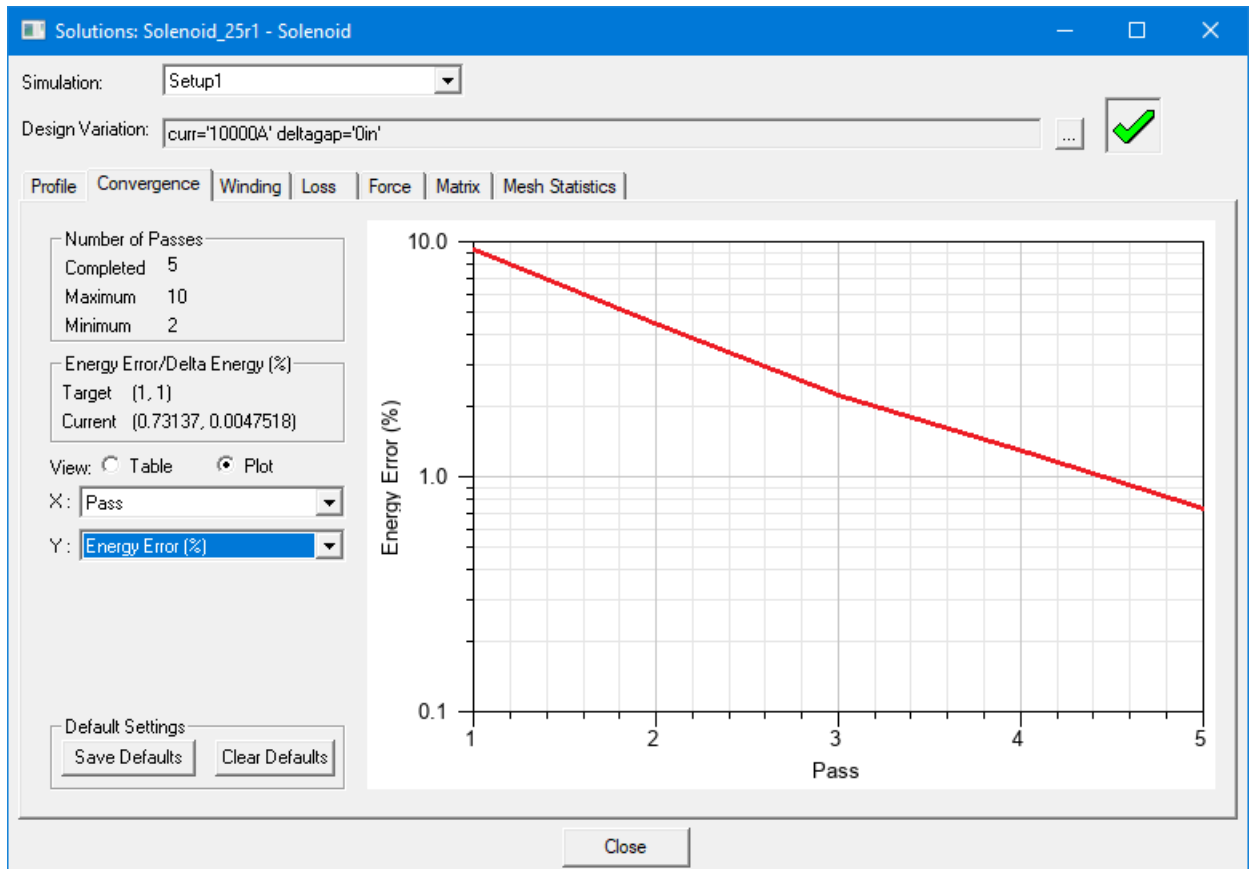 Solutions: Solenoid_25r1 - Solenoid
Simulation: Setup1
Design Variation: curr='10000A' deltagap='0in' ...
Profile Convergence Winding Loss Force Matrix Mesh Statistics
Number of Passes
Completed 5
Maximum 10
Minimum 2
Energy Error/Delta Energy (%)
Target (1, 1)
Current (0.73137, 0.0047518)
View: Table Plot
X: Pass
Y: Energy Error (%)
Default Settings
Save Defaults Clear Defaults
10.0
1.0
0.1
Energy Error (%)
1 2 3 4 5
Pass
Close